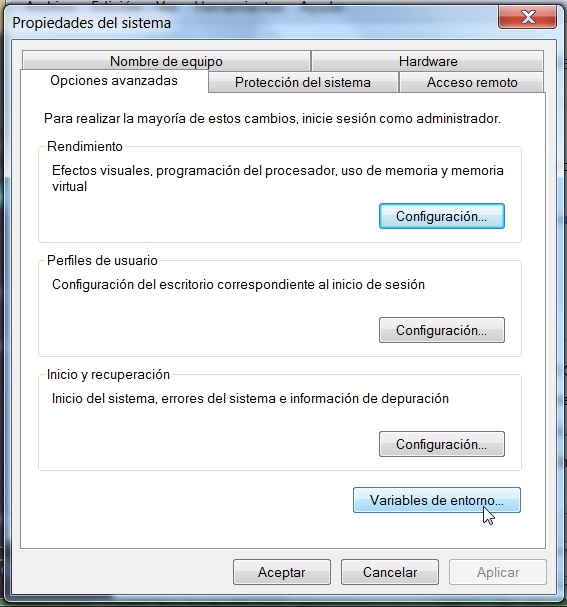 Propiedades del sistema
Nombre de equipo
Hardware
Opciones avanzadas
Protección del sistema
Acceso remoto
Para realizar la mayoría de estos cambios, inicie sesión como administrador.
Rendimiento
Efectos visuales, programación del procesador, uso de memoria y memoria
virtual
Configuración...
Perfiles de usuario
Configuración del escritorio correspondiente al inicio de sesión
Configuración...
Inicio y recuperación
Inicio del sistema, errores del sistema e información de depuración
Configuración...
Variables de entorno...
Aceptar
Cancelar
Aplicar